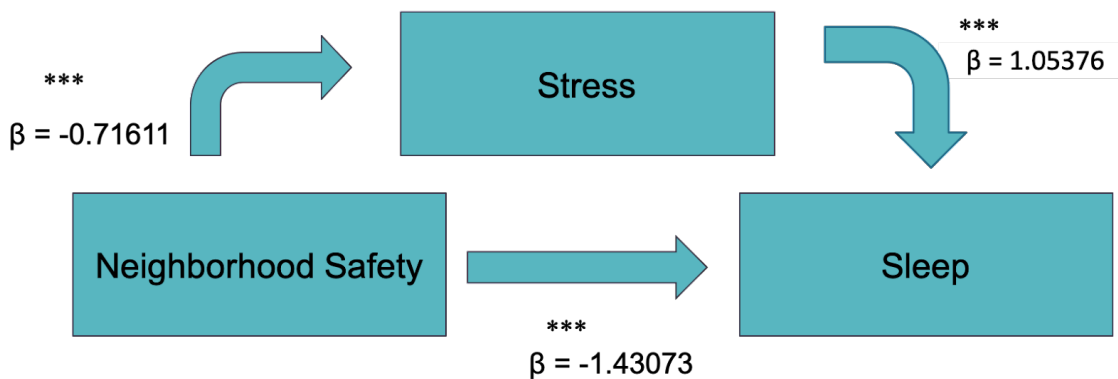 ***
β = 1.05376
Stress
***
β = -0.71611
Neighborhood Safety
Sleep
***
β = -1.43073